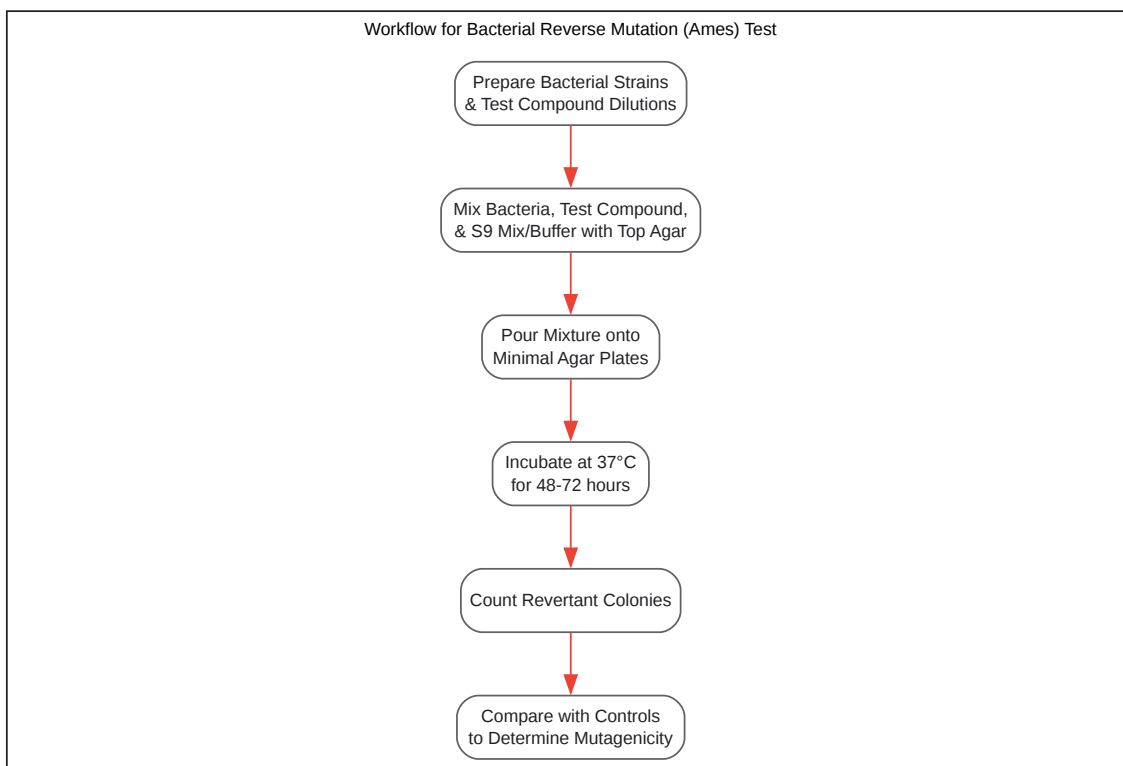 Workflow for Bacterial Reverse Mutation (Ames) Test
Prepare Bacterial Strains
& Test Compound Dilutions
Mix Bacteria, Test Compound,
& S9 Mix/Buffer with Top Agar
Pour Mixture onto
Minimal Agar Plates
Incubate at 37°C
for 48-72 hours
Count Revertant Colonies
Compare with Controls
to Determine Mutagenicity